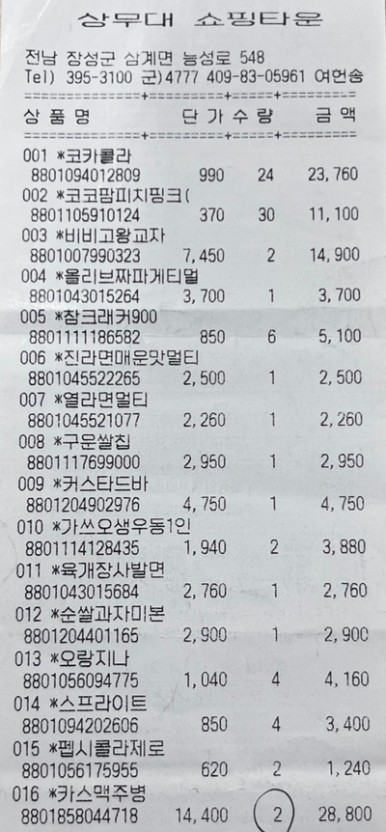 상무대 쇼핑타운
전남 장성군 삼계면 능성로 548
Tel) 395-3100 군)4777 409-83-05961 여언송
===============+=======+=====+=========
상 품 명 단 가 수 량 금 액
===============+=======+=====+=========
001 *코카콜라
8801094012809 990 24 23,760
002 *코코팜피치핑크(
8801105910124 370 30 11,100
003 *비비고왕교자
8801007990323 7,450 2 14,900
004 *올리브짜파게티멀
8801043015264 3,700 1 3,700
005 *참크래커900
8801111186582 850 6 5,100
006 *진라면매운맛멀티
8801045522265 2,500 1 2,500
007 *열라면멀티
8801045521077 2,260 1 2,260
008 *구운쌀칩
8801117699000 2,950 1 2,950
009 *커스타드바
8801204902976 4,750 1 4,750
010 *가쓰오생우동1인
8801114128435 1,940 2 3,880
011 *육개장사발면
8801043015684 2,760 1 2,760
012 *순쌀과자미본
8801204401165 2,900 1 2,900
013 *오랑지나
8801056094775 1,040 4 4,160
014 *스프라이트
8801094202606 850 4 3,400
015 *펩시콜라제로
8801056175955 620 2 1,240
016 *카스맥주병
8801858044718 14,400 2 28,800